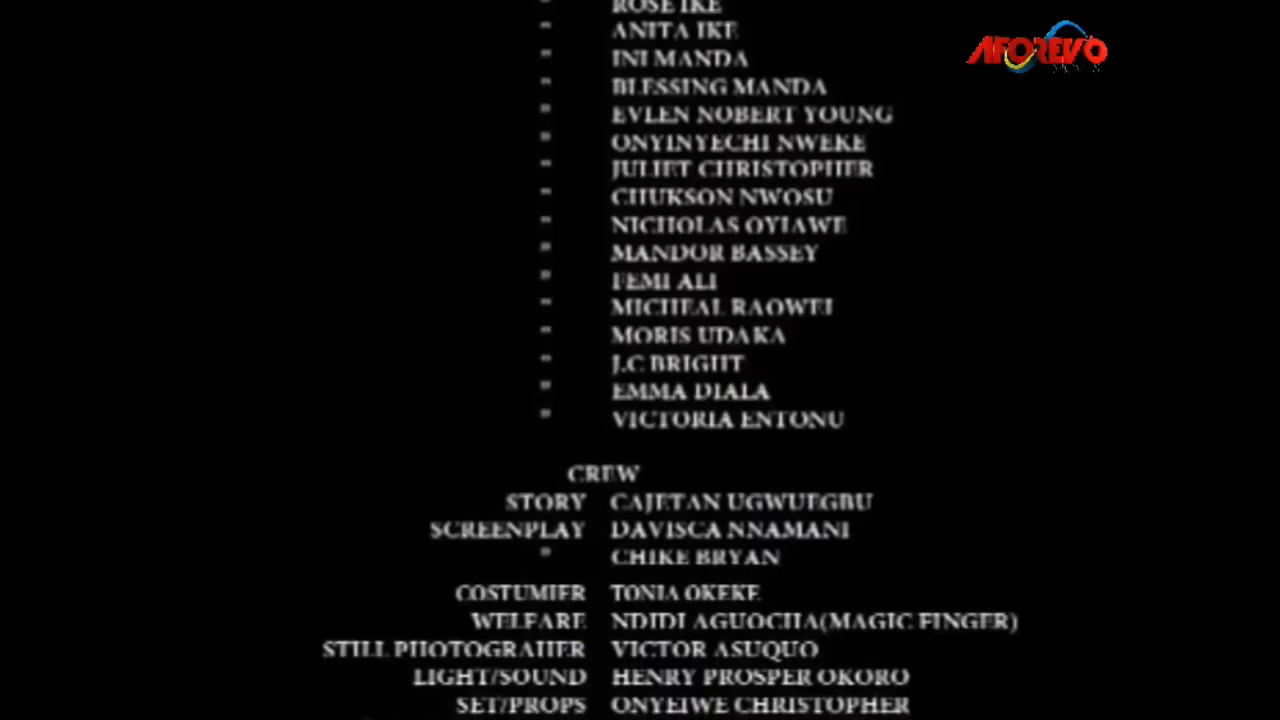 ROSE IKE
AFOREVO
" ANITA IKE
" INI MANDA
" BLESSING MANDA
" EVLEN NOBERT YOUNG
" ONYINYECHI NWEKE
" JULIET CHRISTOPHER
" CHUKSON NWOSU
" NICHOLAS OYIAWE
" MANDOR BASSEY
" FEMI ALI
" MICHEAL RAOWEI
" MORIS UDAKA
" J.C BRIGHT
" EMMA DIALA
" VICTORIA ENTONU
CREW
STORY CAJETAN UGWUEGBU
SCREENPLAY DAVISCA NNAMANI
" CHIKE BRYAN
COSTUMIER TONIA OKEKE
WELFARE NDIDI AGUOCHA(MAGIC FINGER)
STILL PHOTOGRAHER VICTOR ASUQUO
LIGHT/SOUND HENRY PROSPER OKORO
SET/PROPS ONYEIWE CHRISTOPHER